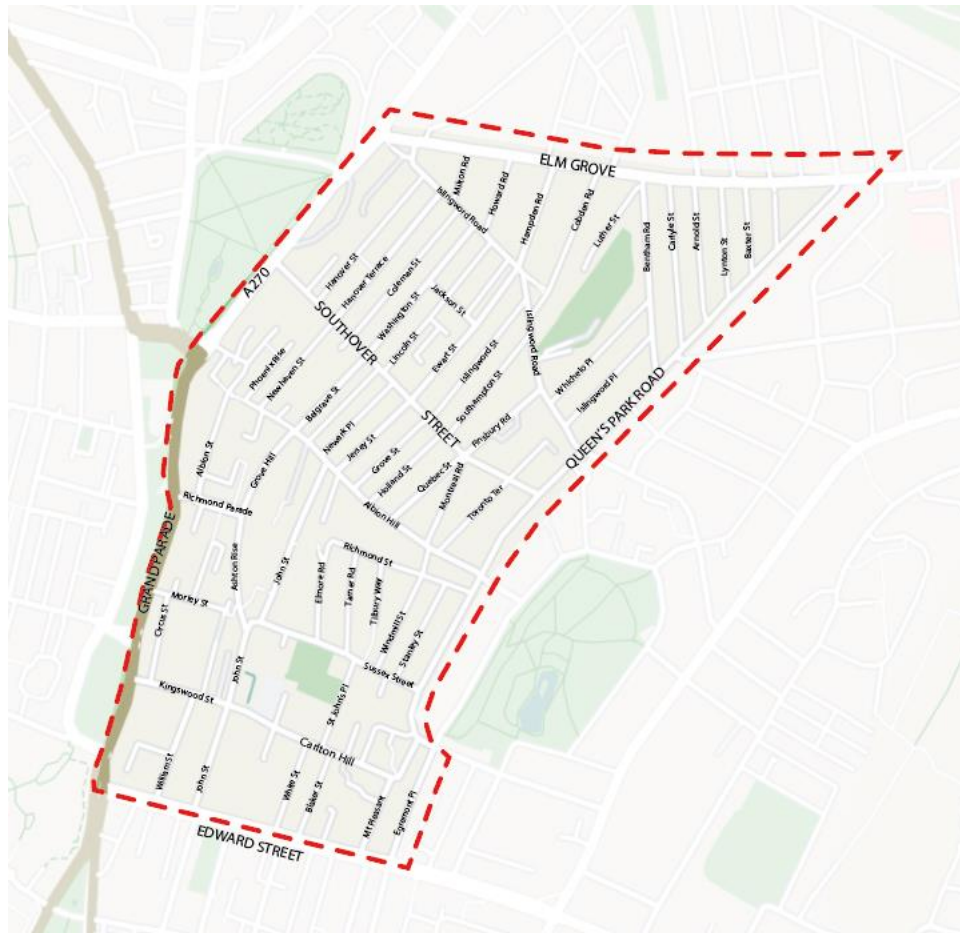 ELM GROVE
Milton Rd
Howard Rd
Islingword Road
Hampden Rd
Cobden Rd
Luther St
Bentham Rd
Carlyle St
Arnold St
Lynton St
Baxter St
A270
Hanover St
Hanover Terrace
Coleman St
Jackson St
Washington St
Lincoln St
Ewart St
Islingword St
Islingword Road
SOUTHOVER
STREET
Phoenix Rise
Newhaven St
Belgrave St
Newark Pl
Jersey St
Grove St
Holland St
Southampton St
Quebec St
Finsbury Rd
Montreal Rd
Toronto Ter
Whichelo Pl
Islingword Pl
QUEEN'S PARK ROAD
Albion St
Grove Hill
Albion Hill
Richmond Parade
GRAND PARADE
Ashton Rise
John St
Elmore Rd
Richmond St
Tarner Rd
Tilbury Way
Windmill St
Stanley St
Morley St
Circus St
Sussex Street
John St
Kingswood St
St John's Pl
Carlton Hill
William St
John St
White St
Blaker St
Mt Pleasant
Egremont Pl
EDWARD STREET